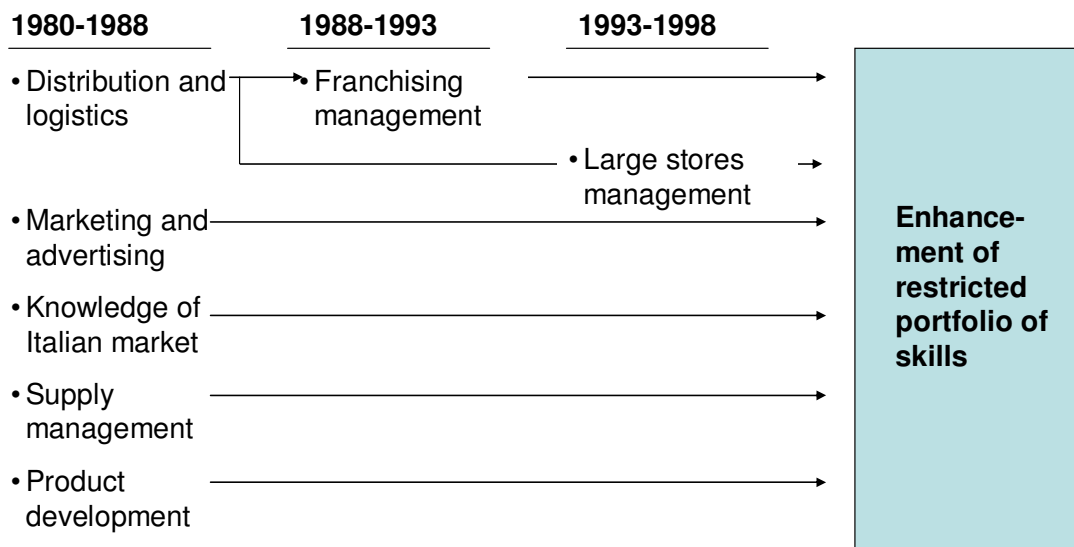 1980-1988
1988-1993
1993-1998
• Distribution and
logistics
• Franchising
management
• Large stores
management
• Marketing and
advertising
• Knowledge of
Italian market
• Supply
management
• Product
development
Enhance-
ment of
restricted
portfolio of
skills